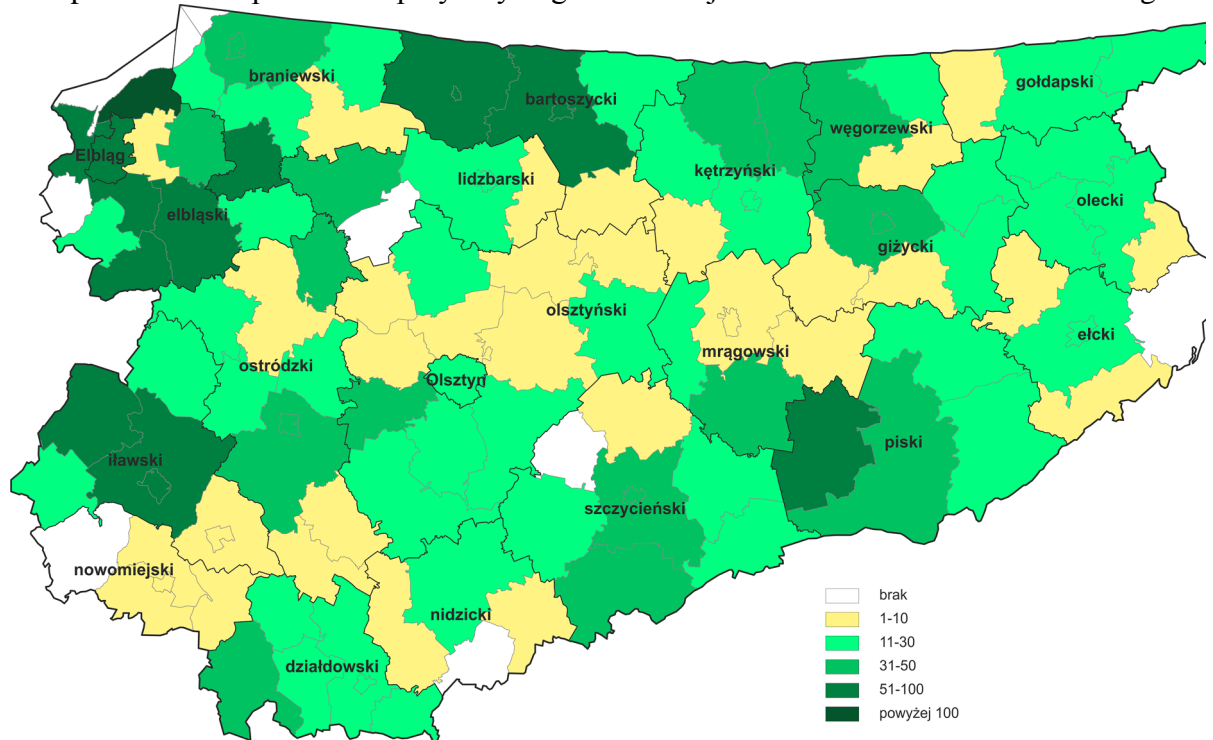 braniewski
bartoszycki
gołdapski
węgorzewski
Elbląg
lidzbarski
kętrzyński
olecki
elbląski
giżycki
olsztyński
ełcki
mrągowski
ostródzki
Olsztyn
piski
iławski
szczycieński
nowomiejski
nidzicki
działdowski
brak
1-10
11-30
31-50
51-100
powyżej 100